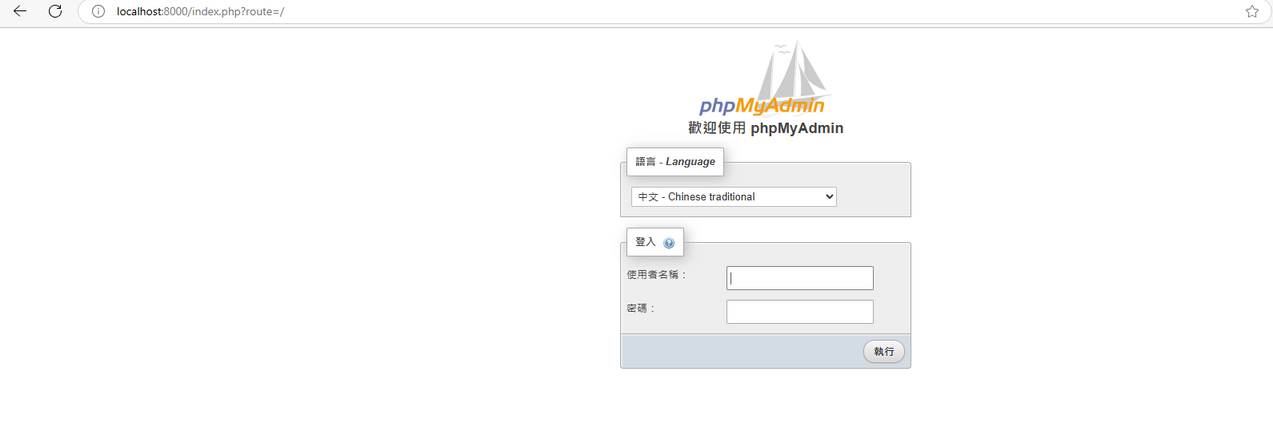 localhost:8000/index.php?route=/
phpMyAdmin
歡迎使用 phpMyAdmin
語言 - Language
中文 - Chinese traditional
登入
使用者名稱：
密碼：
執行